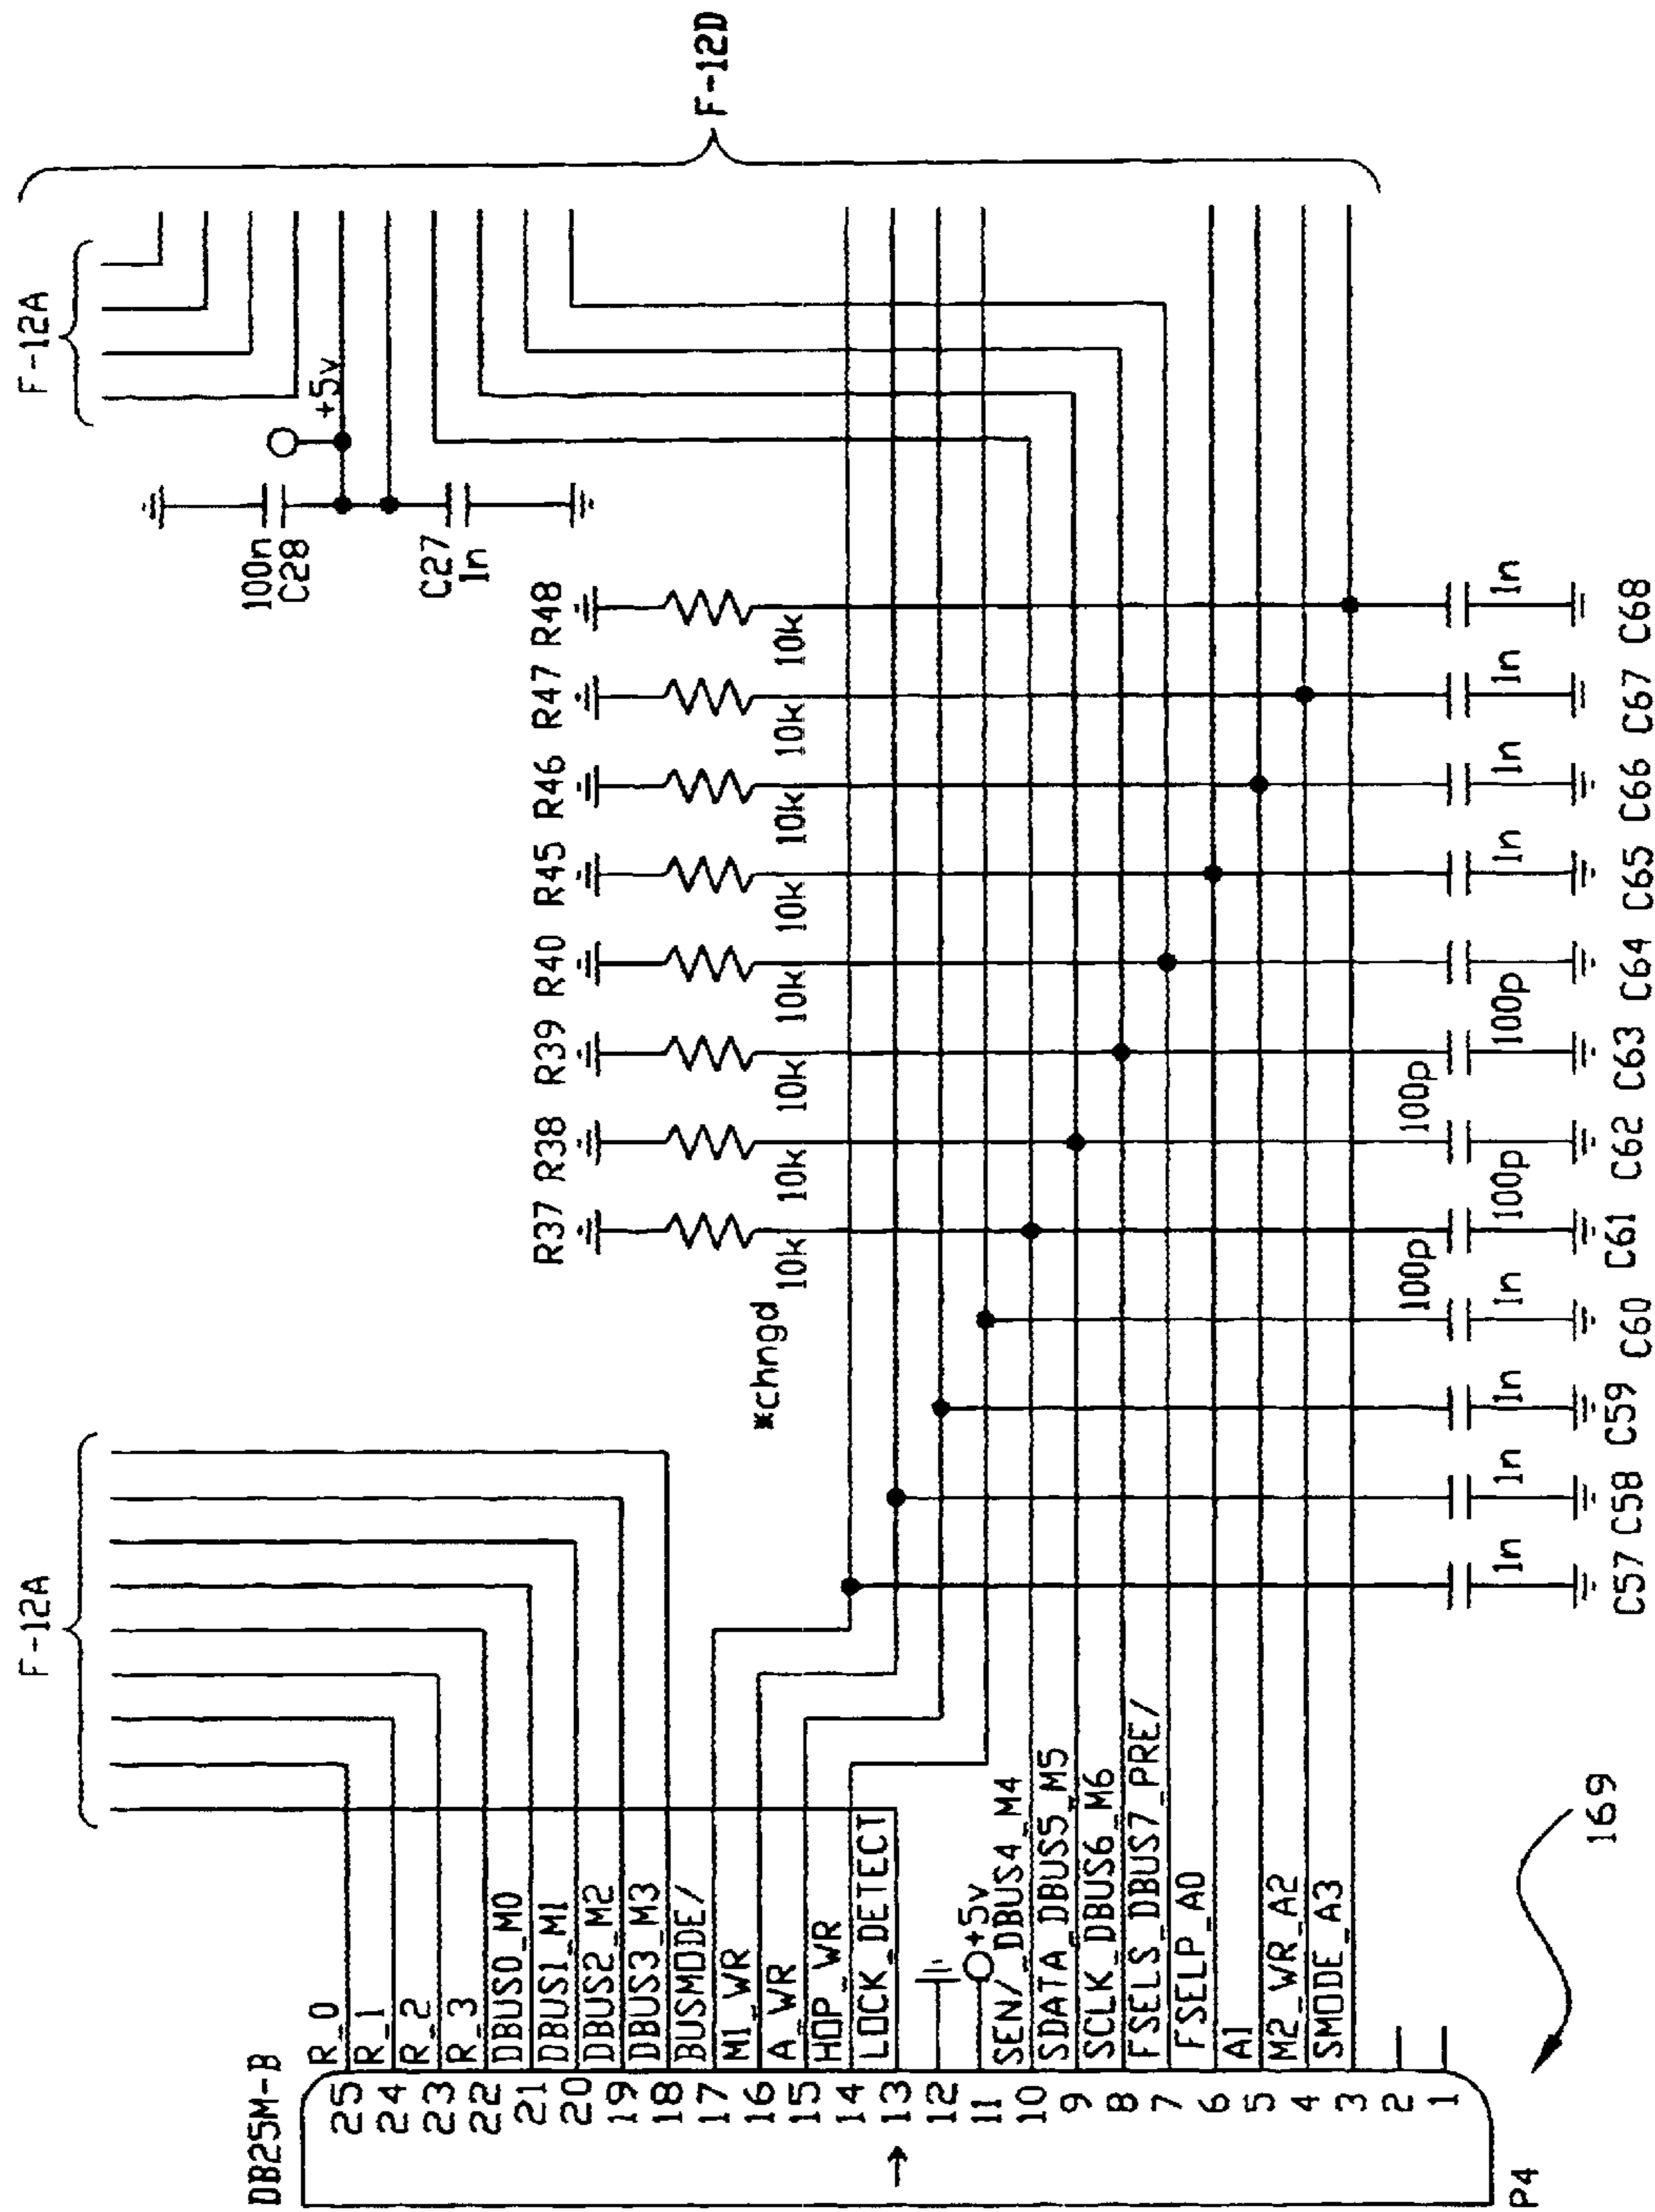 F-12A
F-12A
F-12D
+5v
100n
C28
C27
1n
R37 R38 R39 R40 R45 R46 R47 R48
10k 10k 10k 10k 10k 10k 10k 10k
*chngd
DB25M-B
25 R_0
24 R_1
23 R_2
22 R_3
21 DBUS0_M0
20 DBUS1_M1
19 DBUS2_M2
18 DBUS3_M3
17 BUSMODE/
16 M1_WR
15 A_WR
14 HOP_WR
13 LOCK_DETECT
12
11 +5v
10 SEN/_DBUS4_M4
9 SDATA_DBUS5_M5
8 SCLK_DBUS6_M6
7 FSELS_DBUS7_PRE/
6 FSELP_A0
5 A1
4 M2_WR_A2
3 SMODE_A3
2
1
P4
169
1n 1n 1n 1n 100p 100p 100p 100p 1n 1n 1n 1n
C57 C58 C59 C60 C61 C62 C63 C64 C65 C66 C67 C68